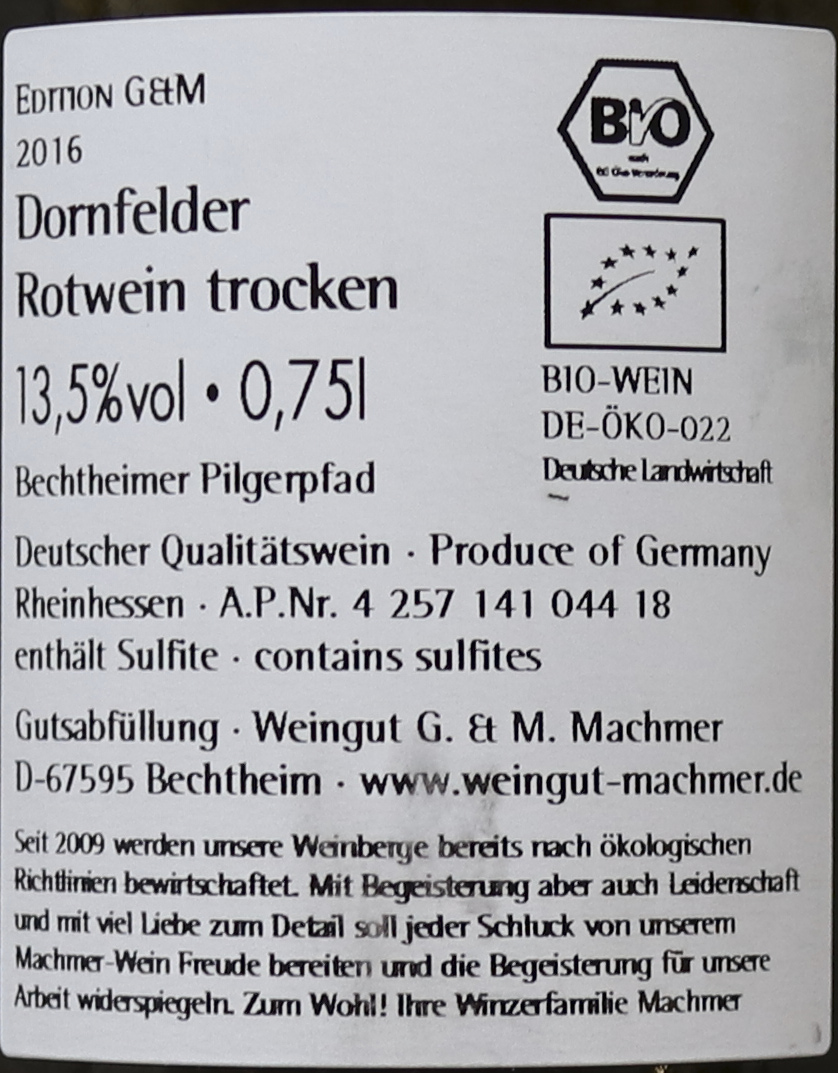 EDITION G&M
2016
Dornfelder
Rotwein trocken
13,5%vol • 0,75l
Bechtheimer Pilgerpfad
BIO
nach
EG-Öko-Verordnung
BIO-WEIN
DE-ÖKO-022
Deutsche Landwirtschaft
Deutscher Qualitätswein · Produce of Germany
Rheinhessen · A.P.Nr. 4 257 141 044 18
enthält Sulfite · contains sulfites
Gutsabfüllung · Weingut G. & M. Machmer
D-67595 Bechtheim · www.weingut-machmer.de
Seit 2009 werden unsere Weinberge bereits nach ökologischen
Richtlinien bewirtschaftet. Mit Begeisterung aber auch Leidenschaft
und mit viel Liebe zum Detail soll jeder Schluck von unserem
Machmer-Wein Freude bereiten und die Begeisterung für unsere
Arbeit widerspiegeln. Zum Wohl! Ihre Winzerfamilie Machmer